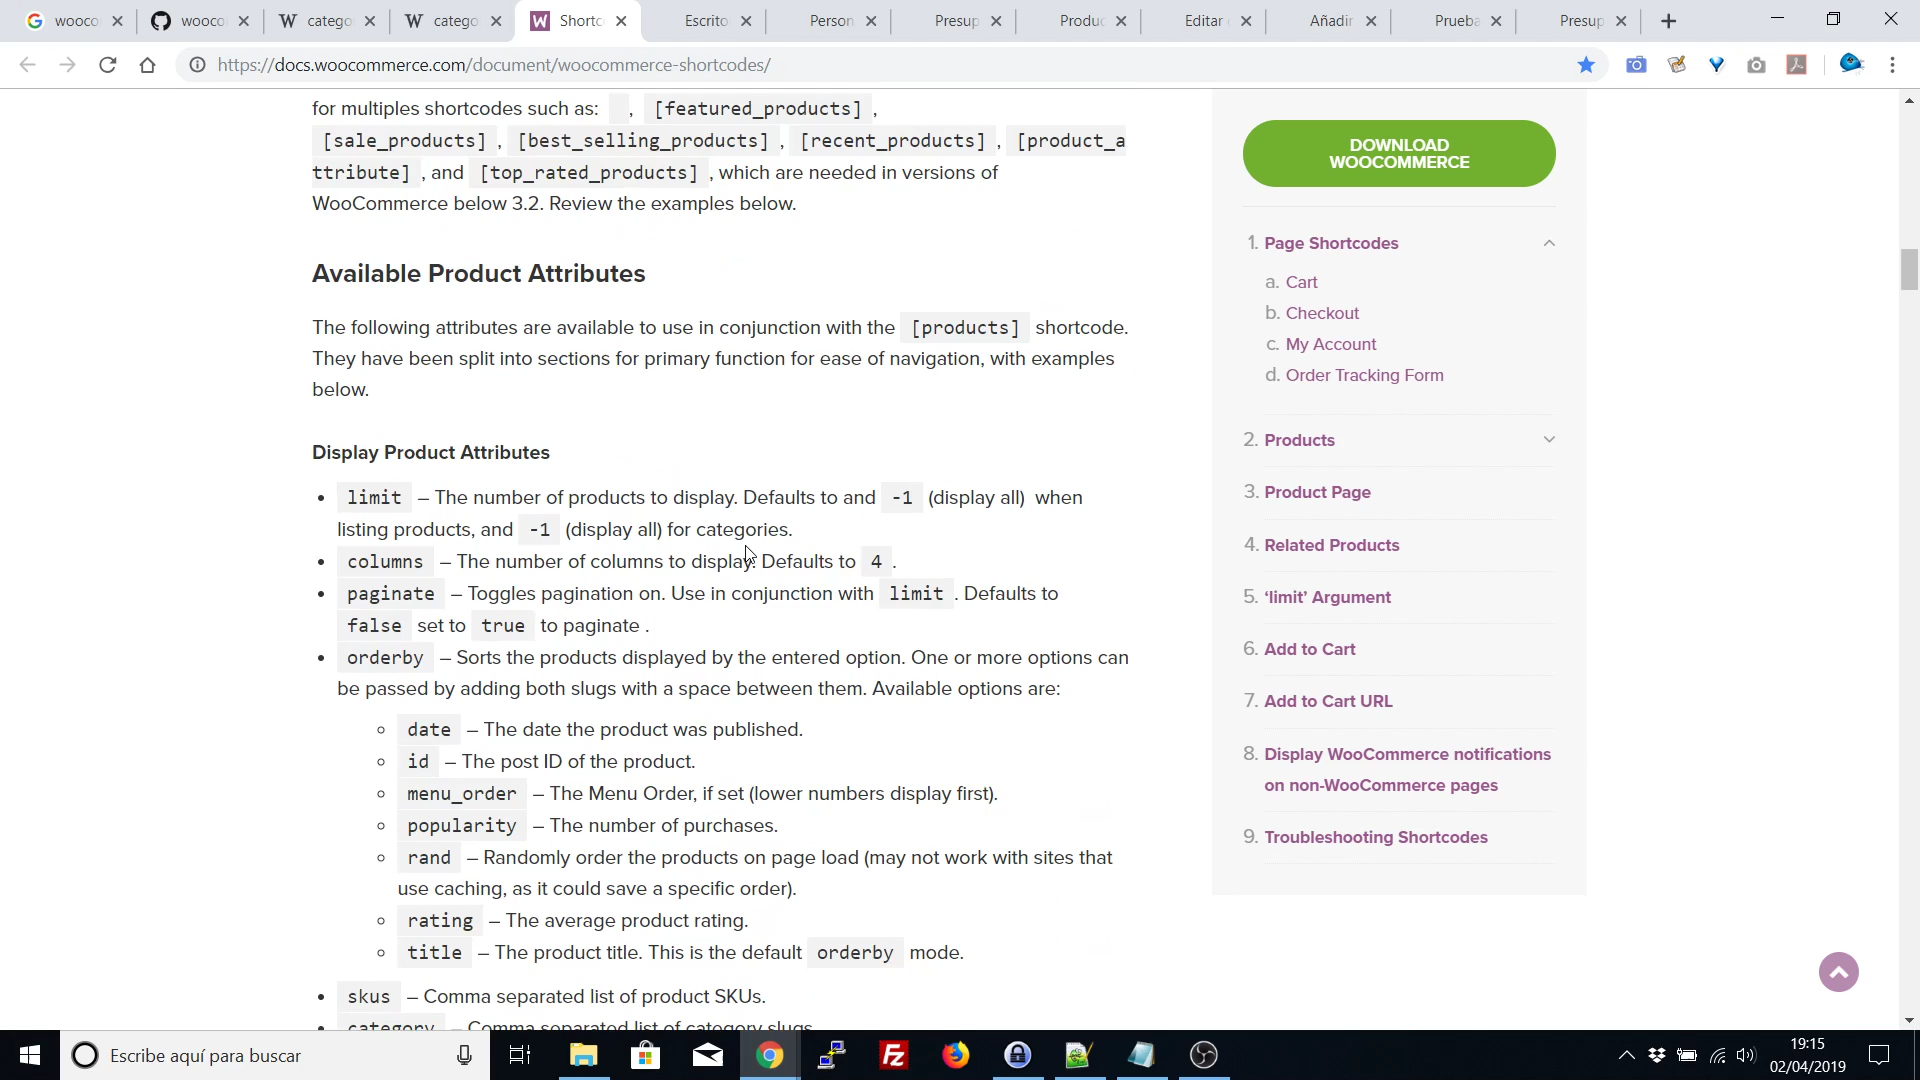 wooco
wooco
catego
catego
Shortc
Escrito
Person
Presup
Produc
Editar
Añadir
Prueba
Presup
https://docs.woocommerce.com/document/woocommerce-shortcodes/
for multiples shortcodes such as: , [featured_products] ,
[sale_products] , [best_selling_products] , [recent_products] , [product_a
ttribute] , and [top_rated_products] , which are needed in versions of
WooCommerce below 3.2. Review the examples below.
Available Product Attributes
The following attributes are available to use in conjunction with the [products] shortcode.
They have been split into sections for primary function for ease of navigation, with examples
below.
Display Product Attributes
• limit – The number of products to display. Defaults to and -1 (display all) when
listing products, and -1 (display all) for categories.
• columns – The number of columns to display. Defaults to 4 .
• paginate – Toggles pagination on. Use in conjunction with limit . Defaults to
false set to true to paginate .
• orderby – Sorts the products displayed by the entered option. One or more options can
be passed by adding both slugs with a space between them. Available options are:
○ date – The date the product was published.
○ id – The post ID of the product.
○ menu_order – The Menu Order, if set (lower numbers display first).
○ popularity – The number of purchases.
○ rand – Randomly order the products on page load (may not work with sites that
use caching, as it could save a specific order).
○ rating – The average product rating.
○ title – The product title. This is the default orderby mode.
• skus – Comma separated list of product SKUs.
• category – Comma separated list of category slugs
DOWNLOAD
WOOCOMMERCE
1. Page Shortcodes
a. Cart
b. Checkout
c. My Account
d. Order Tracking Form
2. Products
3. Product Page
4. Related Products
5. ‘limit’ Argument
6. Add to Cart
7. Add to Cart URL
8. Display WooCommerce notifications
on non-WooCommerce pages
9. Troubleshooting Shortcodes
Escribe aquí para buscar
19:15
02/04/2019